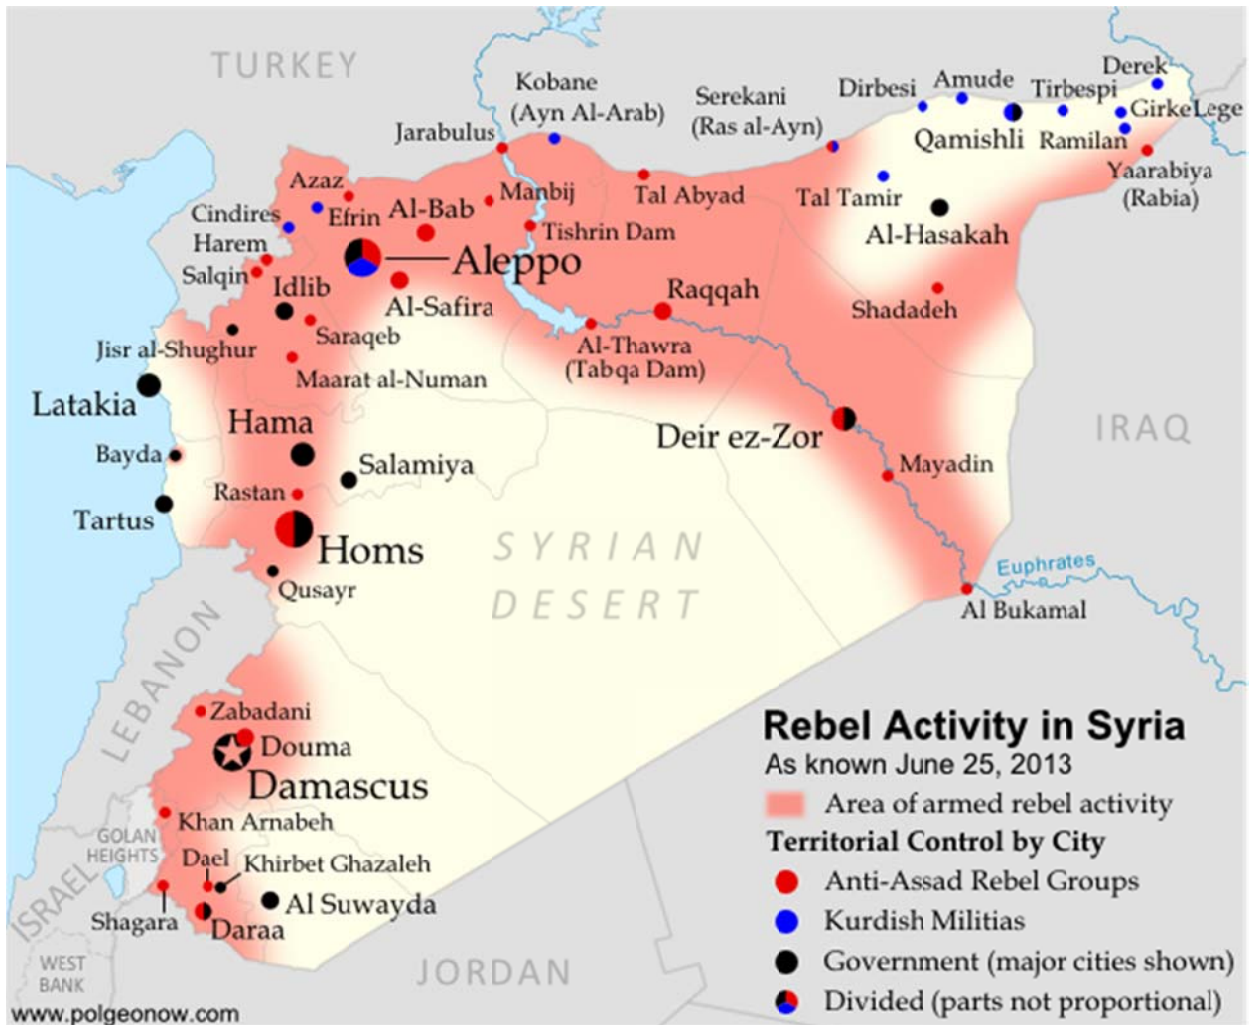 TURKEY
Kobane
(Ayn Al-Arab)
Serekani
(Ras al-Ayn)
Dirbesi
Amude
Tirbespi
Derek
GirkeLege
Jarabulus
Qamishli
Ramilan
Yaarabiya
(Rabia)
Azaz
Manbij
Tal Abyad
Tal Tamir
Cindires
Efrin
Al-Bab
Tishrin Dam
Al-Hasakah
Harem
Aleppo
Salqin
Idlib
Al-Safira
Raqqah
Shadadeh
Saraqeb
Jisr al-Shughur
Al-Thawra
(Tabqa Dam)
Maarat al-Numan
Latakia
Hama
Deir ez-Zor
IRAQ
Bayda
Salamiya
Mayadin
Rastan
Tartus
Homs
SYRIAN
DESERT
Euphrates
Qusayr
Al Bukamal
LEBANON
Zabadani
Douma
Damascus
Khan Arnabeh
GOLAN
HEIGHTS
Dael
Khirbet Ghazaleh
ISRAEL
Shagara
Al Suwayda
Daraa
WEST
BANK
JORDAN
www.polgeonow.com
Rebel Activity in Syria
As known June 25, 2013
Area of armed rebel activity
Territorial Control by City
Anti-Assad Rebel Groups
Kurdish Militias
Government (major cities shown)
Divided (parts not proportional)